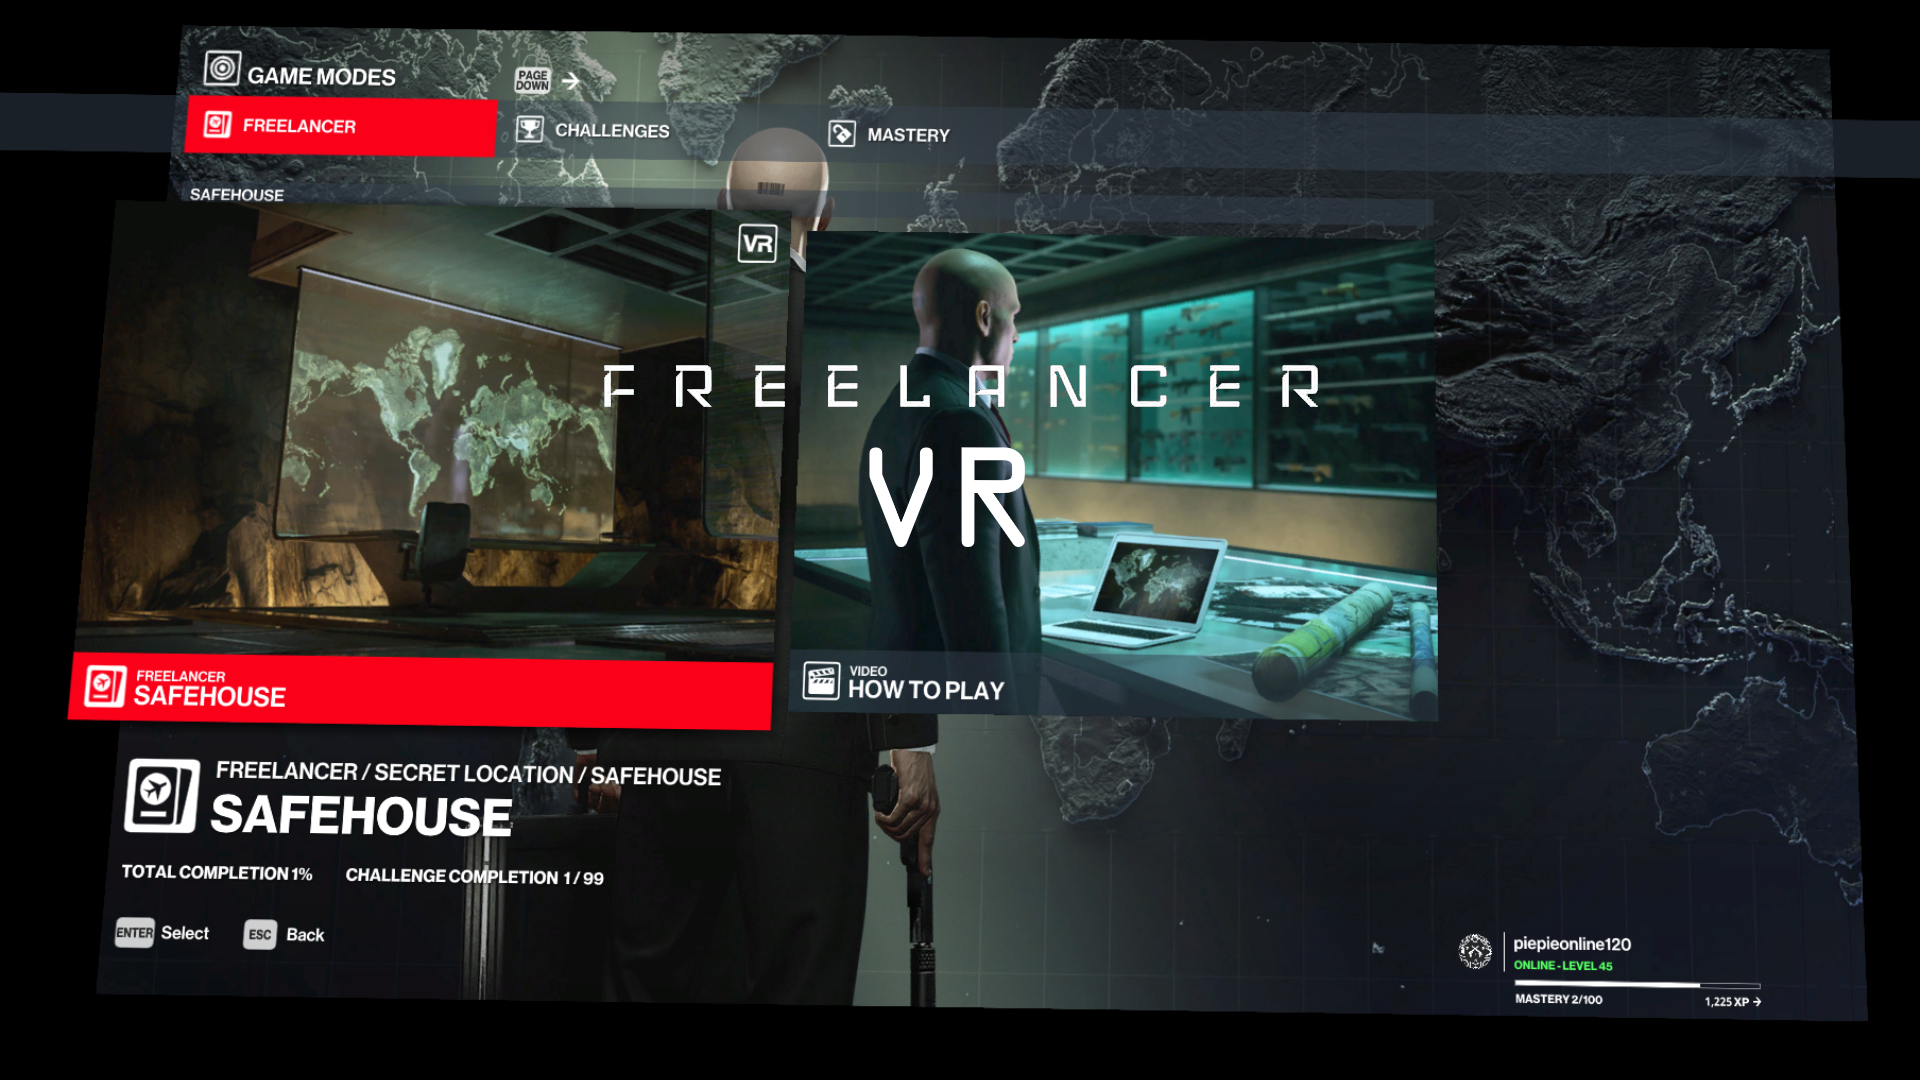 GAME MODES
PAGE DOWN
FREELANCER
CHALLENGES
MASTERY
SAFEHOUSE
VR
FREELANCER
VR
FREELANCER
SAFEHOUSE
VIDEO
HOW TO PLAY
FREELANCER / SECRET LOCATION / SAFEHOUSE
SAFEHOUSE
TOTAL COMPLETION 1% CHALLENGE COMPLETION 1 / 99
ENTER Select ESC Back
piepieonline120
ONLINE - LEVEL 45
MASTERY 2/100 1,225 XP →